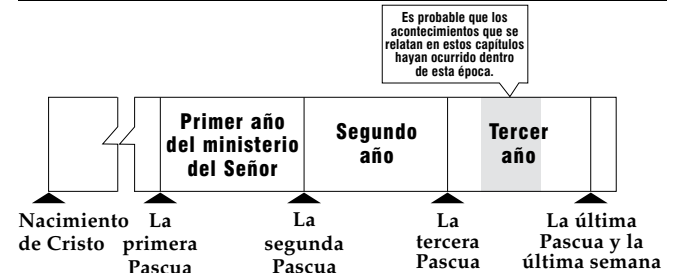 Es probable que los
acontecimientos que se
relatan en estos capítulos
hayan ocurrido dentro
de esta época.
Primer año
del ministerio
del Señor
Segundo
año
Tercer
año
Nacimiento
de Cristo
La
primera
Pascua
La
segunda
Pascua
La
tercera
Pascua
La última
Pascua y la
última semana